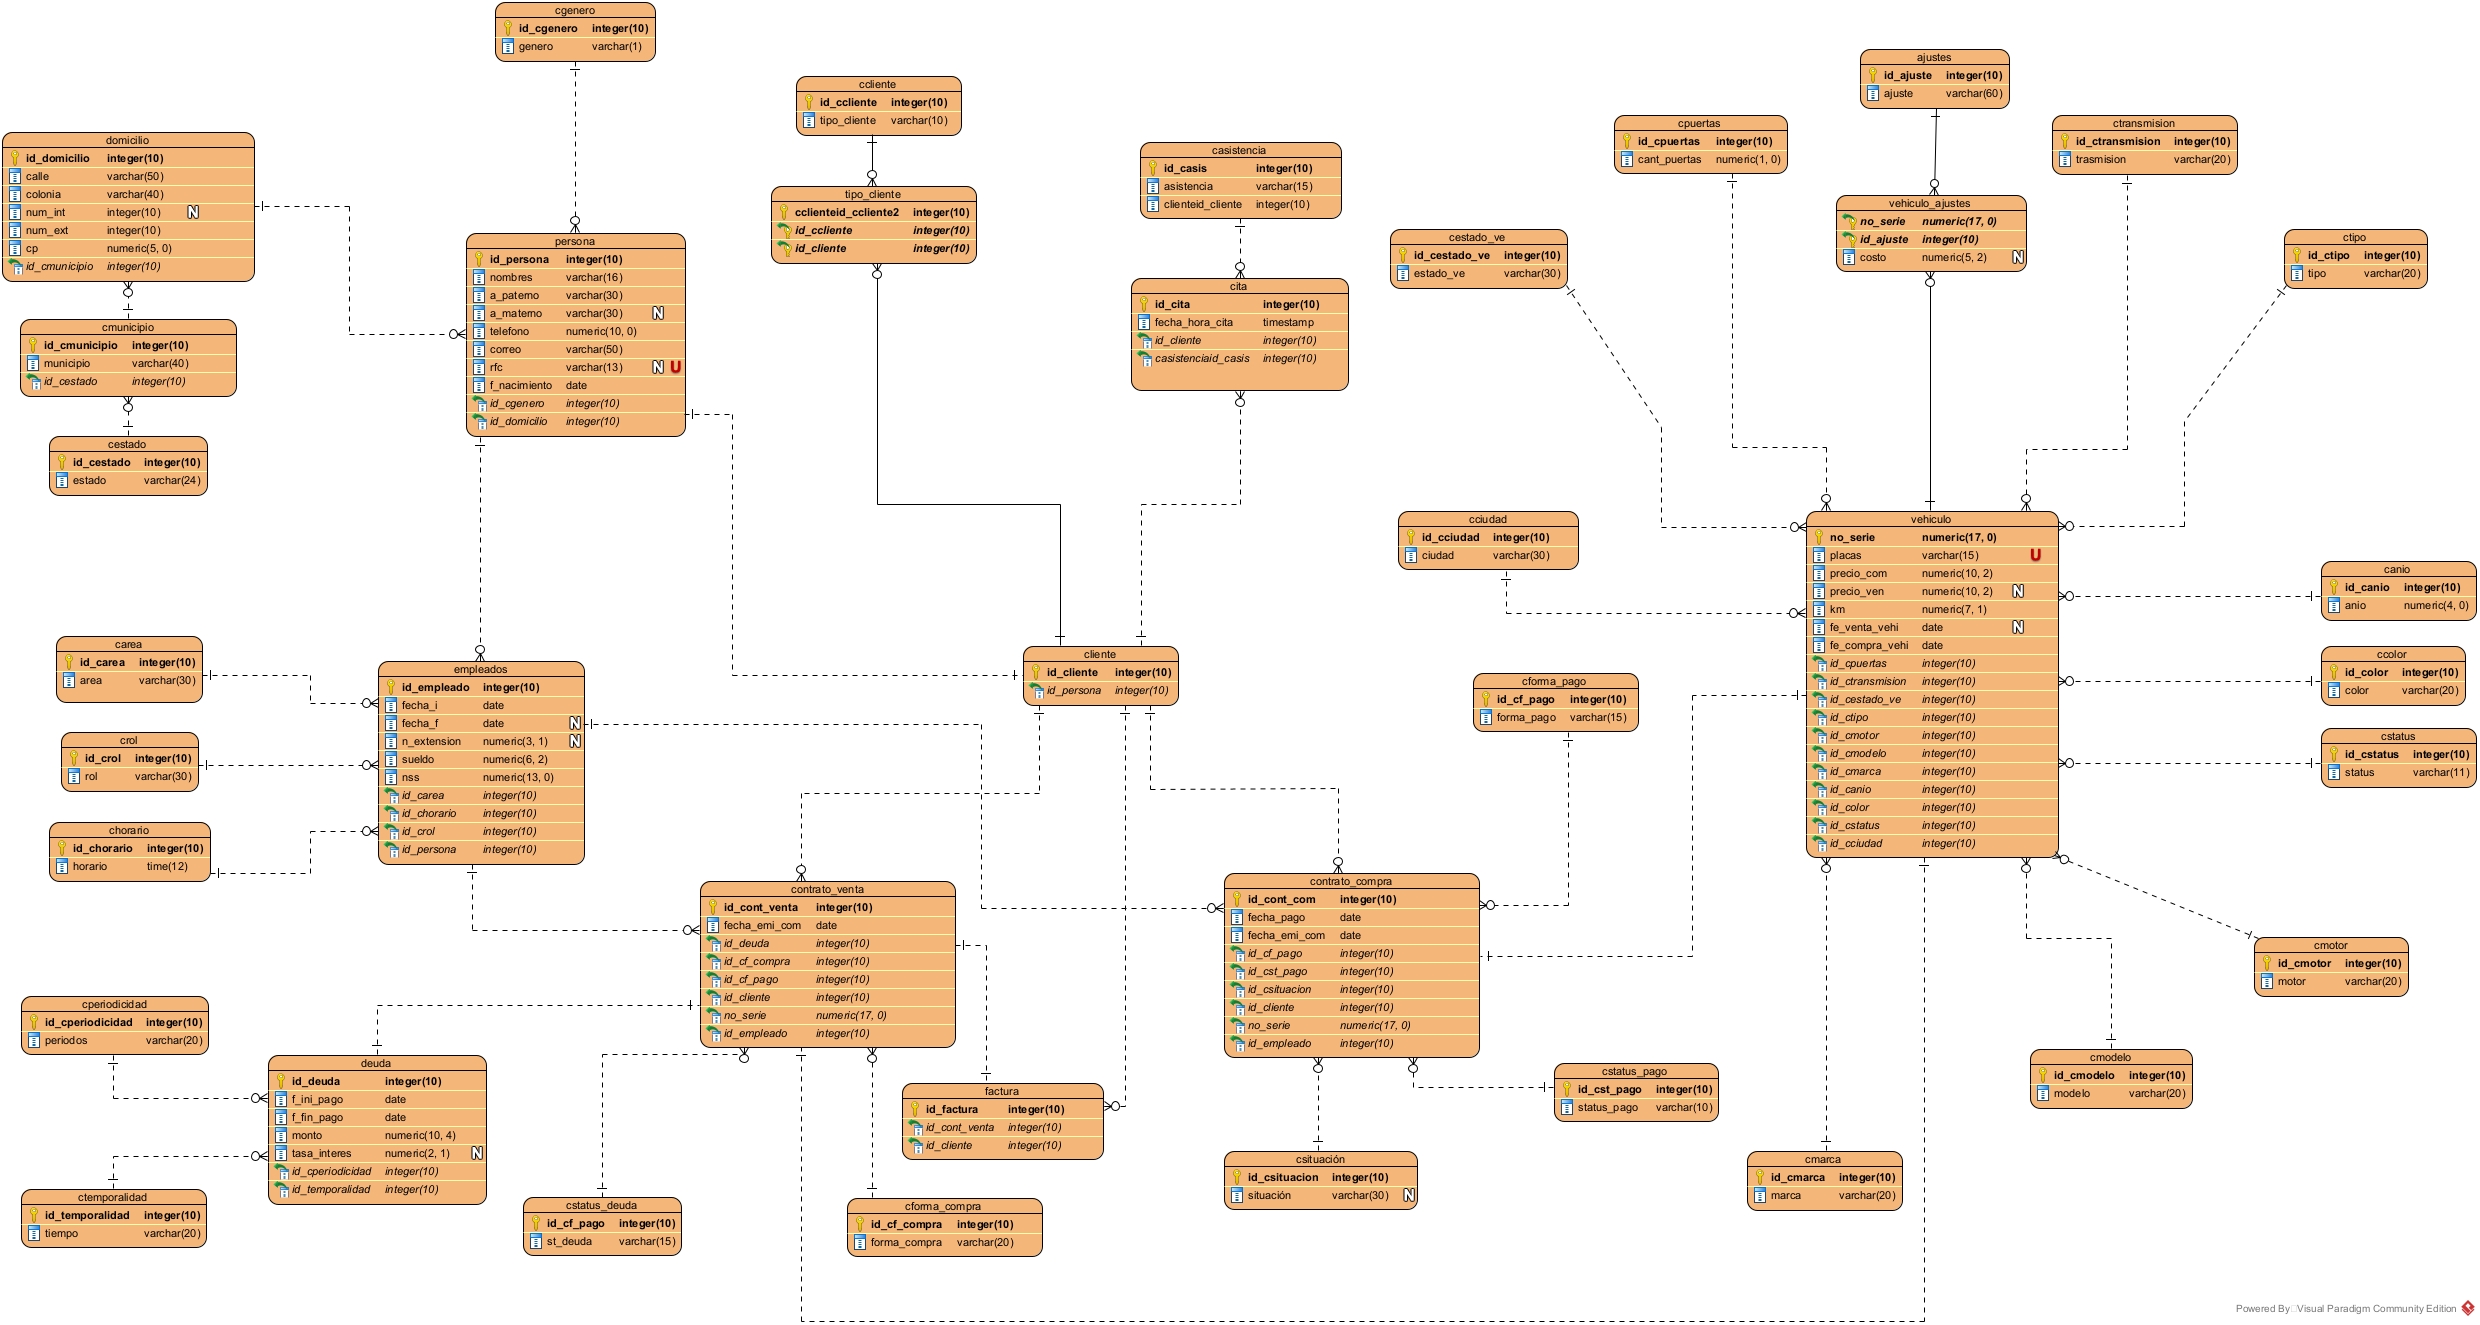 cgenero
id_cgenero integer(10)
genero varchar(1)
ccliente
id_ccliente integer(10)
tipo_cliente varchar(10)
ajustes
id_ajuste integer(10)
ajuste varchar(60)
cpuertas
id_cpuertas integer(10)
cant_puertas numeric(1, 0)
ctransmision
id_ctransmision integer(10)
trasmision varchar(20)
domicilio
id_domicilio integer(10)
calle varchar(50)
colonia varchar(40)
num_int integer(10) N
num_ext integer(10)
cp numeric(5, 0)
id_cmunicipio integer(10)
casistencia
id_casis integer(10)
asistencia varchar(15)
clienteid_cliente integer(10)
tipo_cliente
cclienteid_ccliente2 integer(10)
id_ccliente integer(10)
id_cliente integer(10)
vehiculo_ajustes
no_serie numeric(17, 0)
id_ajuste integer(10)
costo numeric(5, 2) N
persona
id_persona integer(10)
nombres varchar(16)
a_paterno varchar(30)
a_materno varchar(30) N
telefono numeric(10, 0)
correo varchar(50)
rfc varchar(13) N U
f_nacimiento date
id_cgenero integer(10)
id_domicilio integer(10)
cestado_ve
id_cestado_ve integer(10)
estado_ve varchar(30)
ctipo
id_ctipo integer(10)
tipo varchar(20)
cita
id_cita integer(10)
fecha_hora_cita timestamp
id_cliente integer(10)
casistenciaid_casis integer(10)
cmunicipio
id_cmunicipio integer(10)
municipio varchar(40)
id_cestado integer(10)
cestado
id_cestado integer(10)
estado varchar(24)
cciudad
id_cciudad integer(10)
ciudad varchar(30)
vehiculo
no_serie numeric(17, 0)
placas varchar(15) U
precio_com numeric(10, 2)
precio_ven numeric(10, 2) N
km numeric(7, 1)
fe_venta_vehi date N
fe_compra_vehi date
id_cpuertas integer(10)
id_ctransmision integer(10)
id_cestado_ve integer(10)
id_ctipo integer(10)
id_cmotor integer(10)
id_cmodelo integer(10)
id_cmarca integer(10)
id_canio integer(10)
id_color integer(10)
id_cstatus integer(10)
id_cciudad integer(10)
canio
id_canio integer(10)
anio numeric(4, 0)
ccolor
id_color integer(10)
color varchar(20)
cstatus
id_cstatus integer(10)
status varchar(11)
carea
id_carea integer(10)
area varchar(30)
cliente
id_cliente integer(10)
id_persona integer(10)
empleados
id_empleado integer(10)
fecha_i date
fecha_f date N
n_extension numeric(3, 1) N
sueldo numeric(6, 2)
nss numeric(13, 0)
id_carea integer(10)
id_chorario integer(10)
id_crol integer(10)
id_persona integer(10)
cforma_pago
id_cf_pago integer(10)
forma_pago varchar(15)
crol
id_crol integer(10)
rol varchar(30)
chorario
id_chorario integer(10)
horario time(12)
contrato_venta
id_cont_venta integer(10)
fecha_emi_com date
id_deuda integer(10)
id_cf_compra integer(10)
id_cf_pago integer(10)
id_cliente integer(10)
no_serie numeric(17, 0)
id_empleado integer(10)
contrato_compra
id_cont_com integer(10)
fecha_pago date
fecha_emi_com date
id_cf_pago integer(10)
id_cst_pago integer(10)
id_csituacion integer(10)
id_cliente integer(10)
no_serie numeric(17, 0)
id_empleado integer(10)
cmotor
id_cmotor integer(10)
motor varchar(20)
cperiodicidad
id_cperiodicidad integer(10)
periodos varchar(20)
deuda
id_deuda integer(10)
f_ini_pago date
f_fin_pago date
monto numeric(10, 4)
tasa_interes numeric(2, 1) N
id_cperiodicidad integer(10)
id_temporalidad integer(10)
factura
id_factura integer(10)
id_cont_venta integer(10)
id_cliente integer(10)
cstatus_pago
id_cst_pago integer(10)
status_pago varchar(10)
cmodelo
id_cmodelo integer(10)
modelo varchar(20)
csituación
id_csituacion integer(10)
situación varchar(30) N
cmarca
id_cmarca integer(10)
marca varchar(20)
ctemporalidad
id_temporalidad integer(10)
tiempo varchar(20)
cstatus_deuda
id_cf_pago integer(10)
st_deuda varchar(15)
cforma_compra
id_cf_compra integer(10)
forma_compra varchar(20)
Powered By Visual Paradigm Community Edition